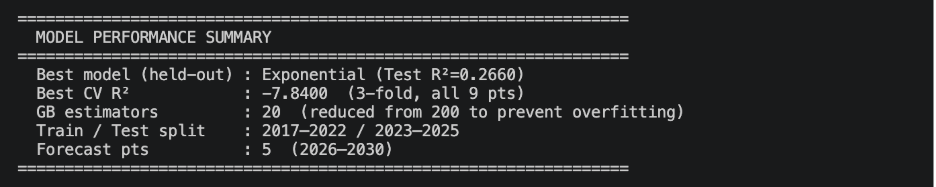 =================================================================
MODEL PERFORMANCE SUMMARY
=================================================================
Best model (held-out) : Exponential (Test R²=0.2660)
Best CV R² : -7.8400 (3-fold, all 9 pts)
GB estimators : 20 (reduced from 200 to prevent overfitting)
Train / Test split : 2017–2022 / 2023–2025
Forecast pts : 5 (2026–2030)
=================================================================